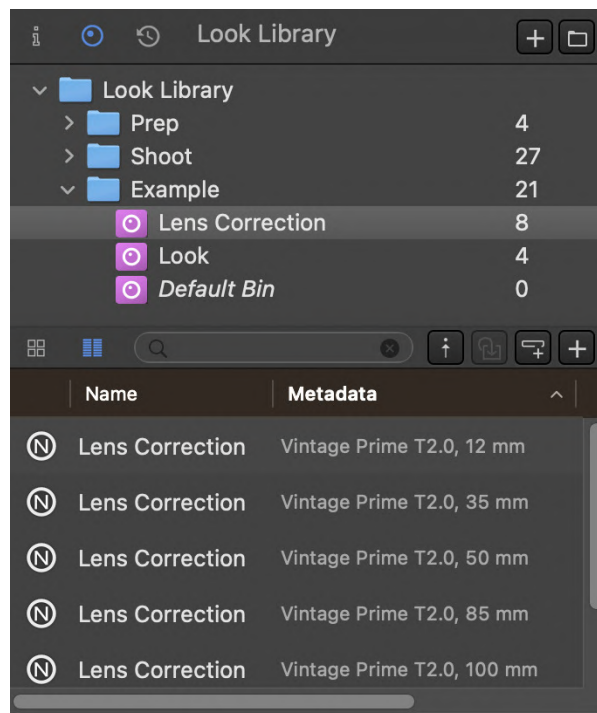 Look Library
Look Library
Prep 4
Shoot 27
Example 21
Lens Correction 8
Look 4
Default Bin 0
Name Metadata
N Lens Correction Vintage Prime T2.0, 12 mm
N Lens Correction Vintage Prime T2.0, 35 mm
N Lens Correction Vintage Prime T2.0, 50 mm
N Lens Correction Vintage Prime T2.0, 85 mm
N Lens Correction Vintage Prime T2.0, 100 mm